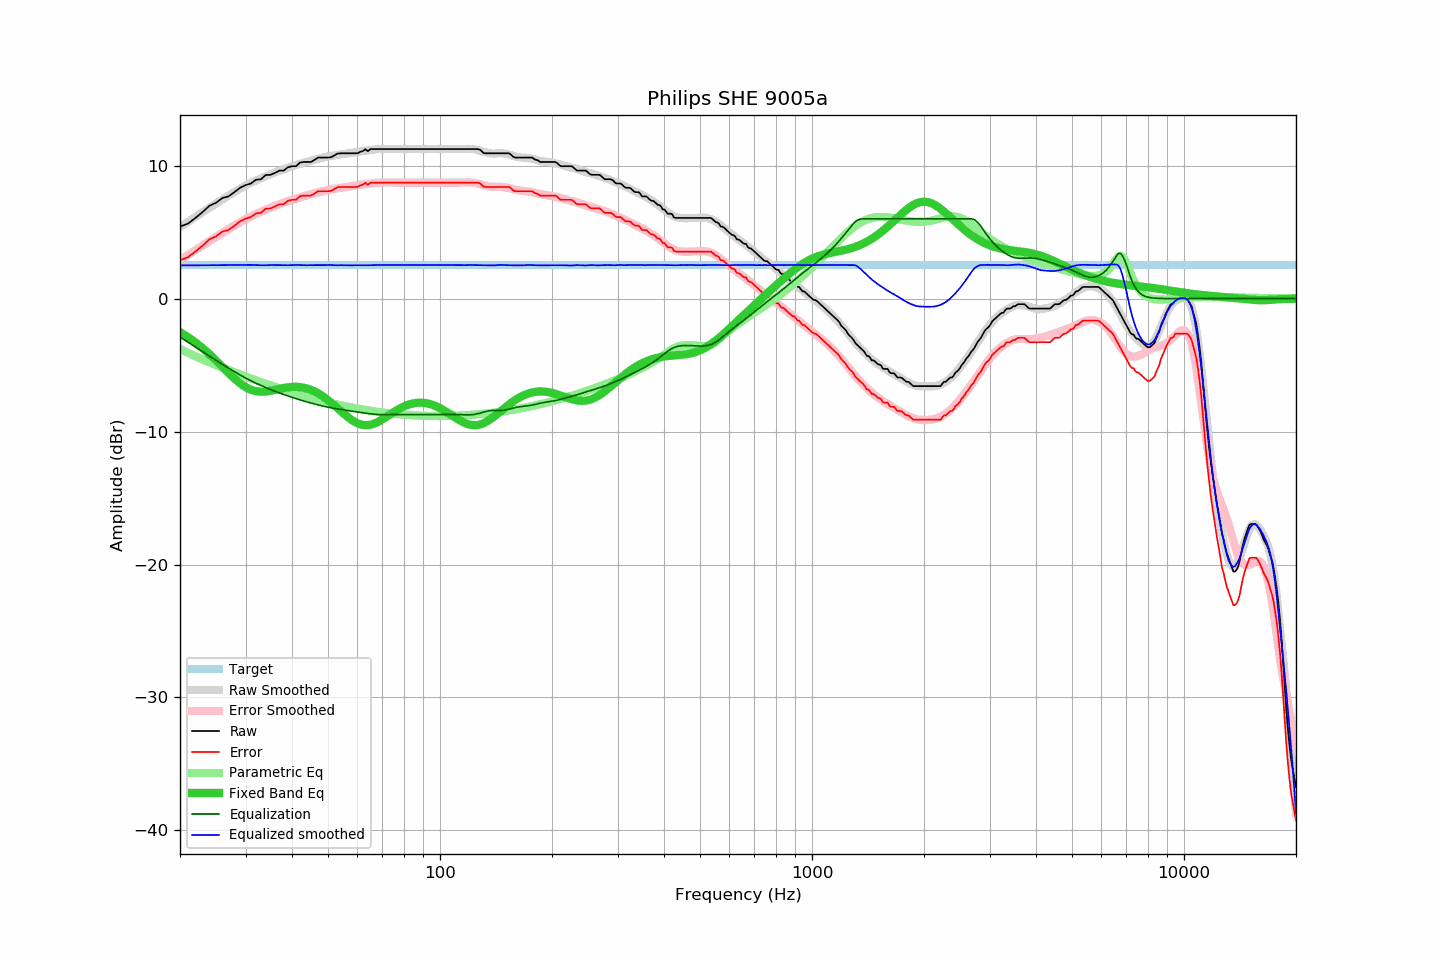 Philips SHE 9005a
10
0
−10
−20
−30
−40
Amplitude (dBr)
Target
Raw Smoothed
Error Smoothed
Raw
Error
Parametric Eq
Fixed Band Eq
Equalization
Equalized smoothed
100
1000
10000
Frequency (Hz)